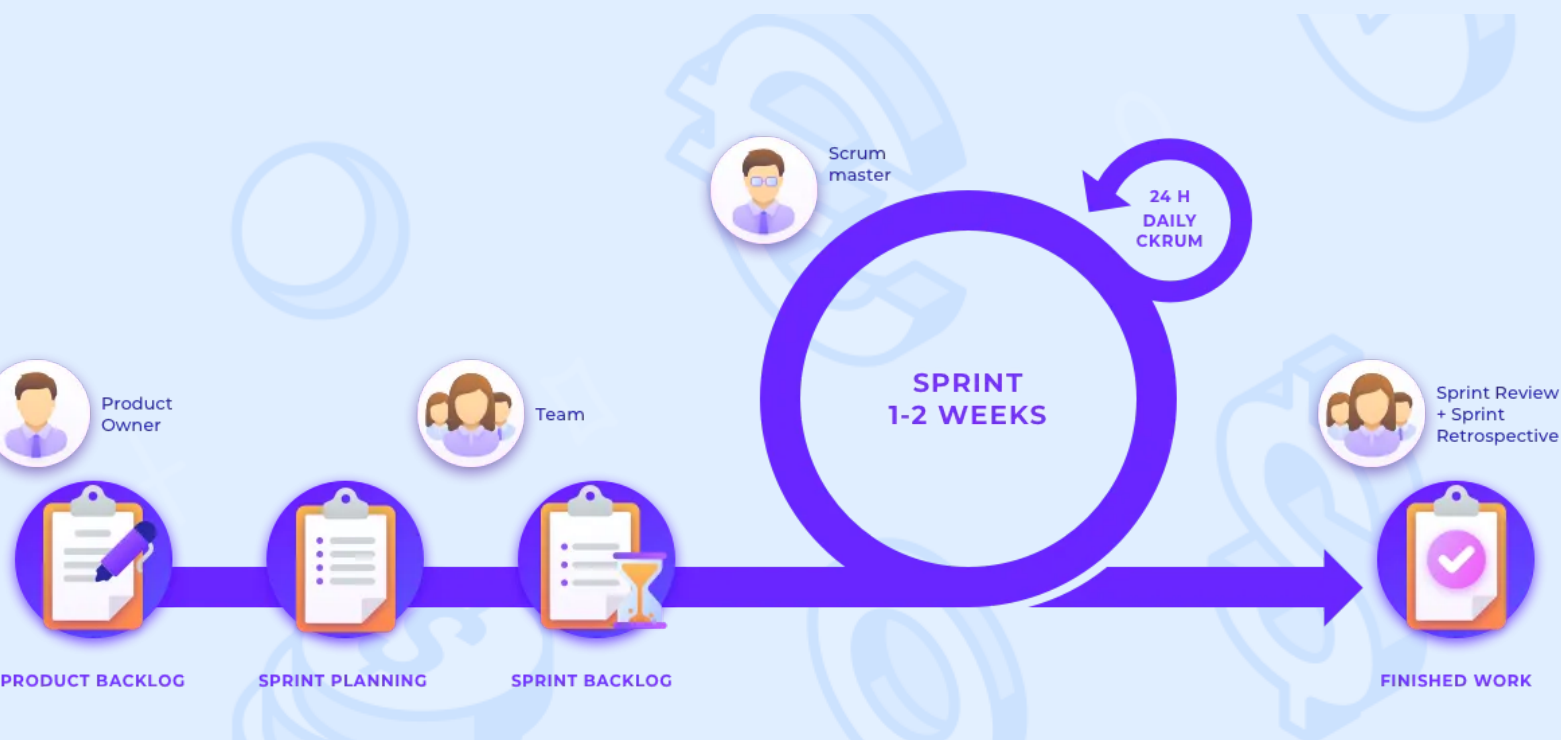 Scrum
master
24 H
DAILY
CKRUM
SPRINT
1-2 WEEKS
Product
Owner
Team
Sprint Review
+ Sprint
Retrospective
PRODUCT BACKLOG
SPRINT PLANNING
SPRINT BACKLOG
FINISHED WORK